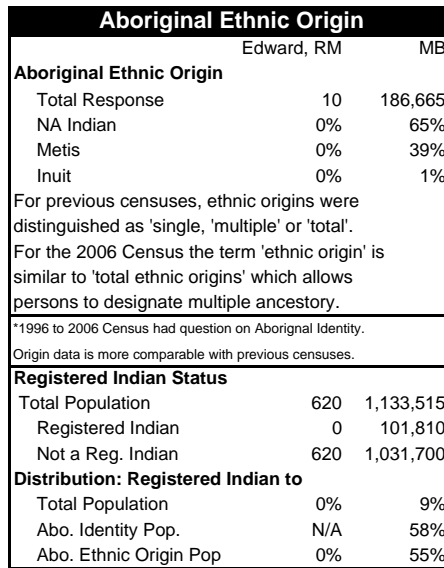 Aboriginal Ethnic Origin
Edward, RM MB
Aboriginal Ethnic Origin
Total Response 10 186,665
NA Indian 0% 65%
Metis 0% 39%
Inuit 0% 1%
For previous censuses, ethnic origins were
distinguished as 'single, 'multiple' or 'total'.
For the 2006 Census the term 'ethnic origin' is
similar to 'total ethnic origins' which allows
persons to designate multiple ancestory.
*1996 to 2006 Census had question on Aborignal Identity.
Origin data is more comparable with previous censuses.
Registered Indian Status
Total Population 620 1,133,515
Registered Indian 0 101,810
Not a Reg. Indian 620 1,031,700
Distribution: Registered Indian to
Total Population 0% 9%
Abo. Identity Pop. N/A 58%
Abo. Ethnic Origin Pop 0% 55%